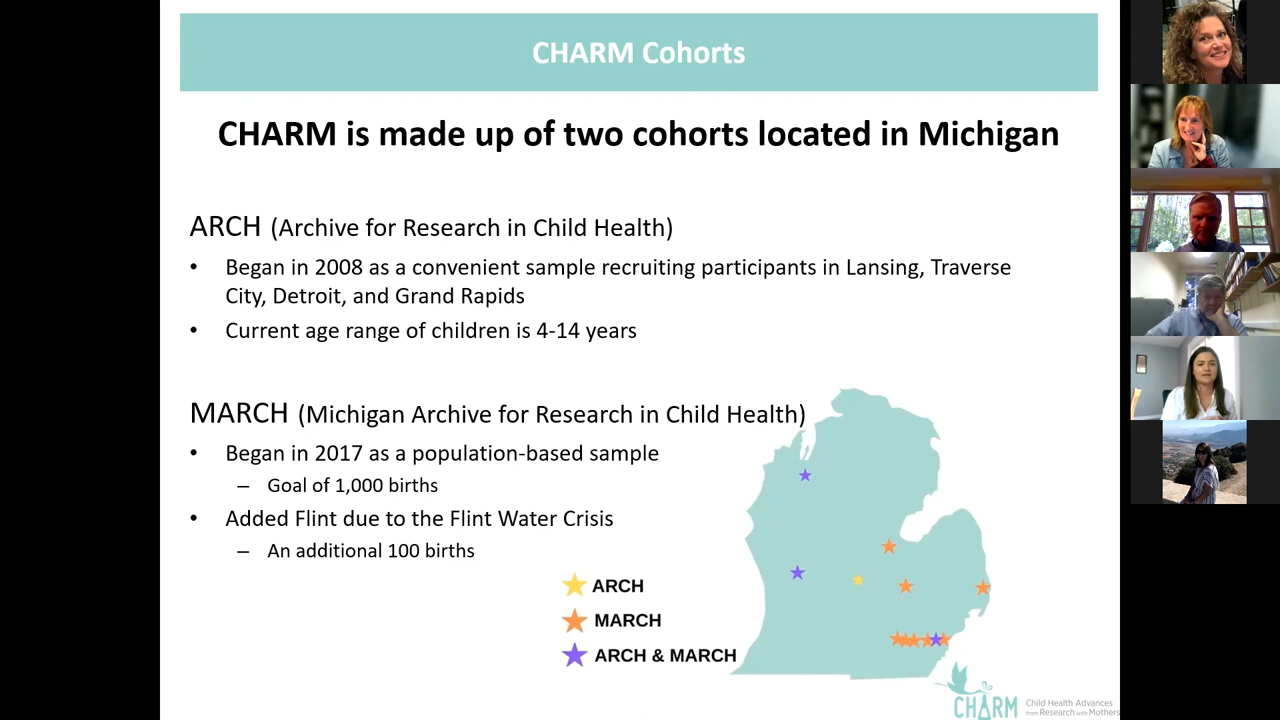 CHARM Cohorts
CHARM is made up of two cohorts located in Michigan
ARCH (Archive for Research in Child Health)
• Began in 2008 as a convenient sample recruiting participants in Lansing, Traverse
City, Detroit, and Grand Rapids
• Current age range of children is 4-14 years
MARCH (Michigan Archive for Research in Child Health)
• Began in 2017 as a population-based sample
– Goal of 1,000 births
• Added Flint due to the Flint Water Crisis
– An additional 100 births
ARCH
MARCH
ARCH & MARCH
CHARM
Child Health Advances
from Research with Mothers